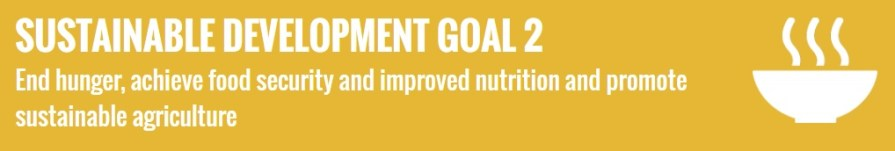 SUSTAINABLE DEVELOPMENT GOAL 2
End hunger, achieve food security and improved nutrition and promote
sustainable agriculture